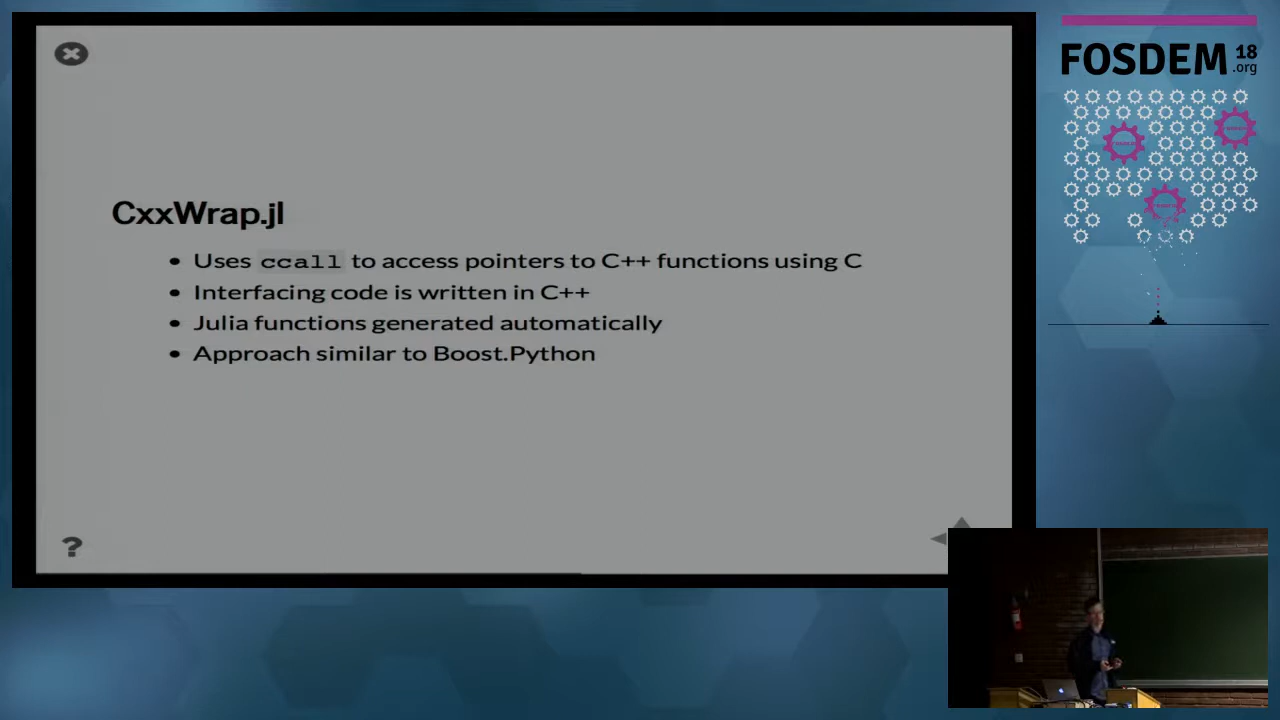 FOSDEM 18
.org
CxxWrap.jl
• Uses ccall to access pointers to C++ functions using C
• Interfacing code is written in C++
• Julia functions generated automatically
• Approach similar to Boost.Python
?